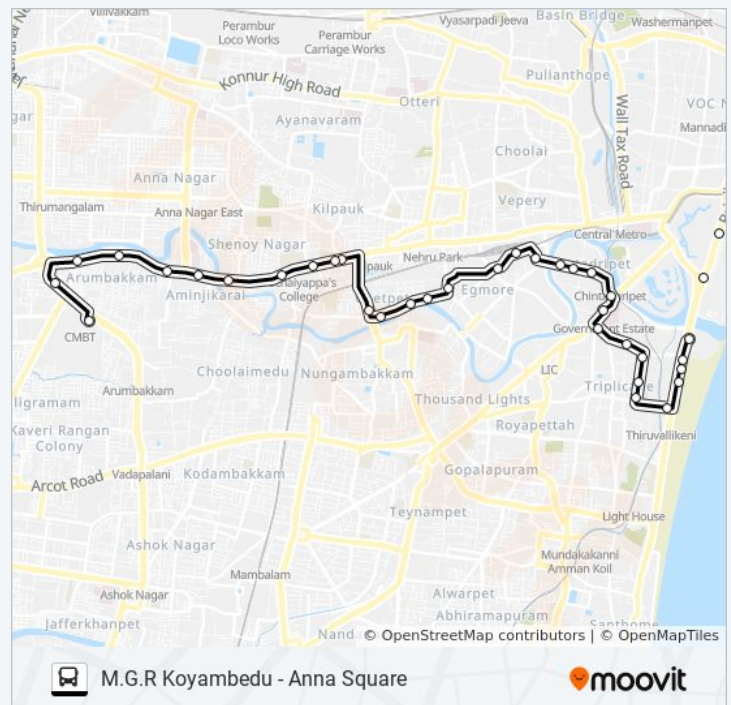 Villivakkam
Perambur
Loco Works
Perambur
Carriage Works
Vyasarpadi Jeeva
Basin Bridge
Washermanpet
Konnur High Road
Pulianthope
Otteri
Wall Tax Road
VOC N
Mannadi
Ayanavaram
Choolai
Anna Nagar
Thirumangalam
Anna Nagar East
Kilpauk
Vepery
Central Metro
Shenoy Nagar
Nehru Park
Arumbakkam
Aminjikarai
College
Egmore
CMBT
Government Estate
Choolaimedu
Nungambakkam
LIC
Arumbakkam
Thousand Lights
Triplicane
Royapettah
ligramam
Kaveri Rangan
Colony
Thiruvallikeni
Arcot Road
Vadapalani
Kodambakkam
Gopalapuram
Teynampet
Light House
Ashok Nagar
Mundakakanni
Amman Koil
Mambalam
Ashok Nagar
Alwarpet
Abhiramapuram
Jafferkhanpet
Santhome
Nand
© OpenStreetMap contributors | © OpenMapTiles
M.G.R Koyambedu - Anna Square
moovit